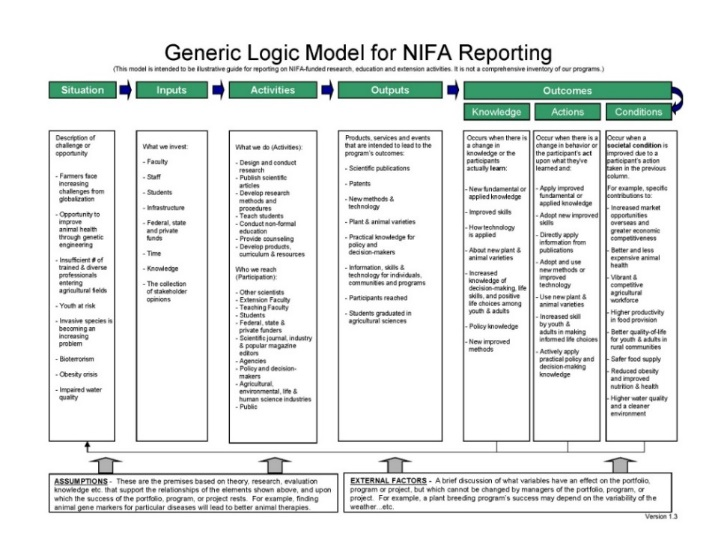 Generic Logic Model for NIFA Reporting
(This model is intended to be illustrative guide for reporting on NIFA-funded research, education and extension activities. It is not a comprehensive inventory of our programs.)
Situation
Inputs
Activities
Outputs
Outcomes
Knowledge
Actions
Conditions
Description of
challenge or
opportunity
- Farmers face
increasing
challenges from
globalization
- Opportunity to
improve
animal health
through genetic
engineering
- Insufficient # of
trained & diverse
professionals
entering
agricultural fields
- Youth at risk
- Invasive species is
becoming an
increasing
problem
- Bioterrorism
- Obesity crisis
- Impaired water
quality
What we invest:
- Faculty
- Staff
- Students
- Infrastructure
- Federal, state
and private
funds
- Time
- Knowledge
- The collection
of stakeholder
opinions
What we do (Activities):
- Design and conduct
research
- Publish scientific
articles
- Develop research
methods and
procedures
- Teach students
- Conduct non-formal
education
- Provide counseling
- Develop products,
curriculum & resources
Who we reach
(Participation):
- Other scientists
- Extension Faculty
- Teaching Faculty
- Students
- Federal, state &
private funders
- Scientific journal, industry
& popular magazine
editors
- Agencies
- Policy and decision-
makers
- Agricultural,
environmental, life &
human science industries
- Public
Products, services and events
that are intended to lead to the
program's outcomes:
- Scientific publications
- Patents
- New methods &
technology
- Plant & animal varieties
- Practical knowledge for
policy and
decision-makers
- Information, skills &
technology for individuals,
communities and programs
- Participants reached
- Students graduated in
agricultural sciences
Occurs when there is
a change in
knowledge or the
participants
actually learn:
- New fundamental or
applied knowledge
- Improved skills
- How technology
is applied
- About new plant &
animal varieties
- Increased
knowledge of
decision-making, life
skills, and positive
life choices among
youth & adults
- Policy knowledge
- New improved
methods
Occur when there is a
change in behavior or
the participant's act
upon what they've
learned and:
- Apply improved
fundamental or
applied knowledge
- Adopt new improved
skills
- Directly apply
information from
publications
- Adopt and use
new methods or
improved
technology
- Use new plant &
animal varieties
- Increased skill
by youth &
adults in making
informed life choices
- Actively apply
practical policy and
decision-making
knowledge
Occur when a
societal condition is
improved due to a
participant's action
taken in the previous
column.
For example, specific
contributions to:
- Increased market
opportunities
overseas and
greater economic
competitiveness
- Better and less
expensive animal
health
- Vibrant &
competitive
agricultural
workforce
- Higher productivity
in food provision
- Better quality-of-life
for youth & adults in
rural communities
- Safer food supply
- Reduced obesity
and improved
nutrition & health
- Higher water quality
and a cleaner
environment
ASSUMPTIONS - These are the premises based on theory, research, evaluation
knowledge etc. that support the relationships of the elements shown above, and upon
which the success of the portfolio, program, or project rests. For example, finding
animal gene markers for particular diseases will lead to better animal therapies.
EXTERNAL FACTORS - A brief discussion of what variables have an effect on the portfolio,
program or project, but which cannot be changed by managers of the portfolio, program, or
project. For example, a plant breeding program's success may depend on the variability of the
weather...etc.
Version 1.3